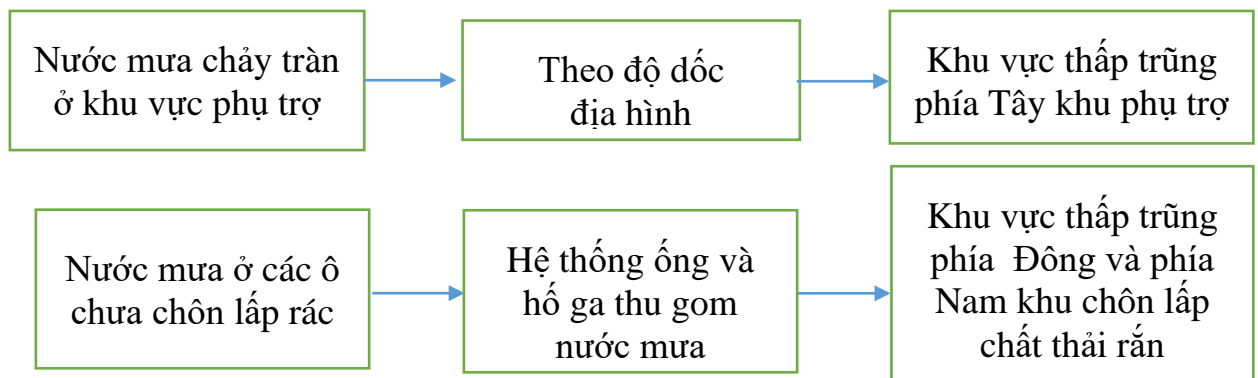 Nước mưa chảy tràn
ở khu vực phụ trợ
Theo độ dốc
địa hình
Khu vực thấp trũng
phía Tây khu phụ trợ
Nước mưa ở các ô
chưa chôn lấp rác
Hệ thống ống và
hố ga thu gom
nước mưa
Khu vực thấp trũng
phía Đông và phía
Nam khu chôn lấp
chất thải rắn